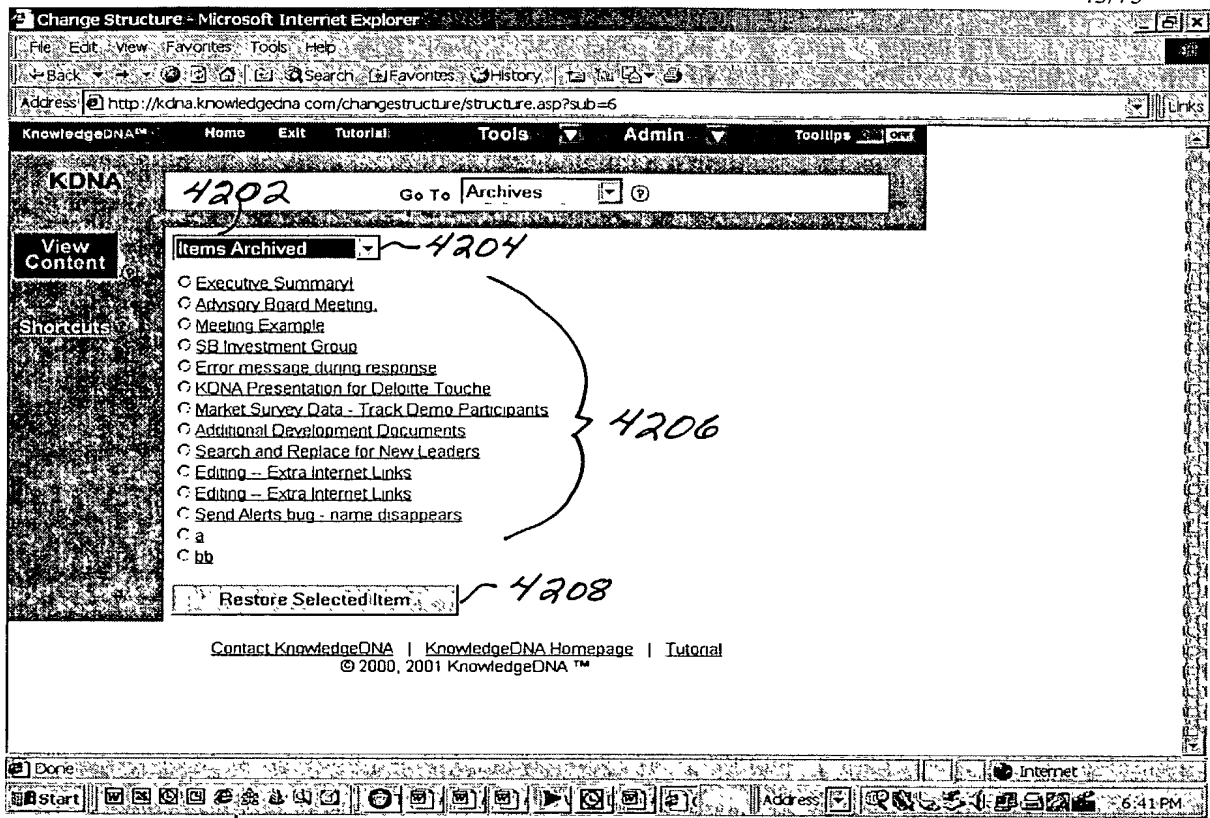 Change Structure - Microsoft Internet Explorer
File Edit View Favorites Tools Help
Back Search Favorites History
Address http://kdna.knowledgedna com/changestructure/structure.asp?sub=6 Links
KnowledgeDNA℠ Home Exit Tutorial Tools Admin Tooltips OFF
KDNA
4202 Go To Archives ?
View Content
Items Archived 4204
Executive Summary!
Advisory Board Meeting.
Meeting Example
Shortcuts
SB Investment Group
Error message during response
KDNA Presentation for Deloitte Touche
Market Survey Data - Track Demo Participants
4206
Additional Development Documents
Search and Replace for New Leaders
Editing -- Extra Internet Links
Editing -- Extra Internet Links
Send Alerts bug - name disappears
a
bb
Restore Selected Item 4208
Contact KnowledgeDNA | KnowledgeDNA Homepage | Tutorial
© 2000, 2001 KnowledgeDNA ™
Done Internet
Start Address 6:41 PM